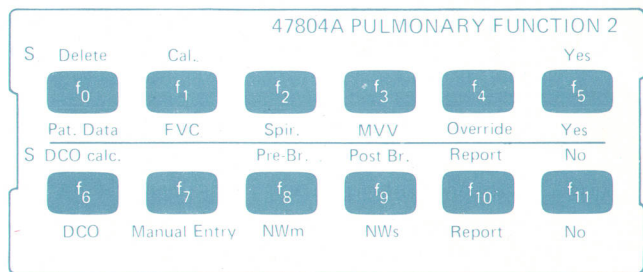 47804A PULMONARY FUNCTION 2
S Delete Cal. Yes
f0 f1 f2 f3 f4 f5
Pat. Data FVC Spir. MVV Override Yes
S DCO calc. Pre-Br. Post Br. Report No
f6 f7 f8 f9 f10 f11
DCO Manual Entry NWm NWs Report No